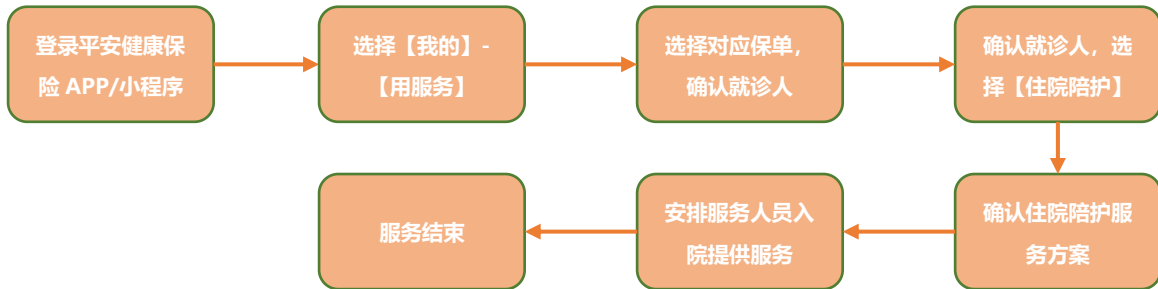 登录平安健康保
险 APP/小程序
选择【我的】-
【用服务】
选择对应保单，
确认就诊人
确认就诊人，选
择【住院陪护】
确认住院陪护服
务方案
安排服务人员入
院提供服务
服务结束